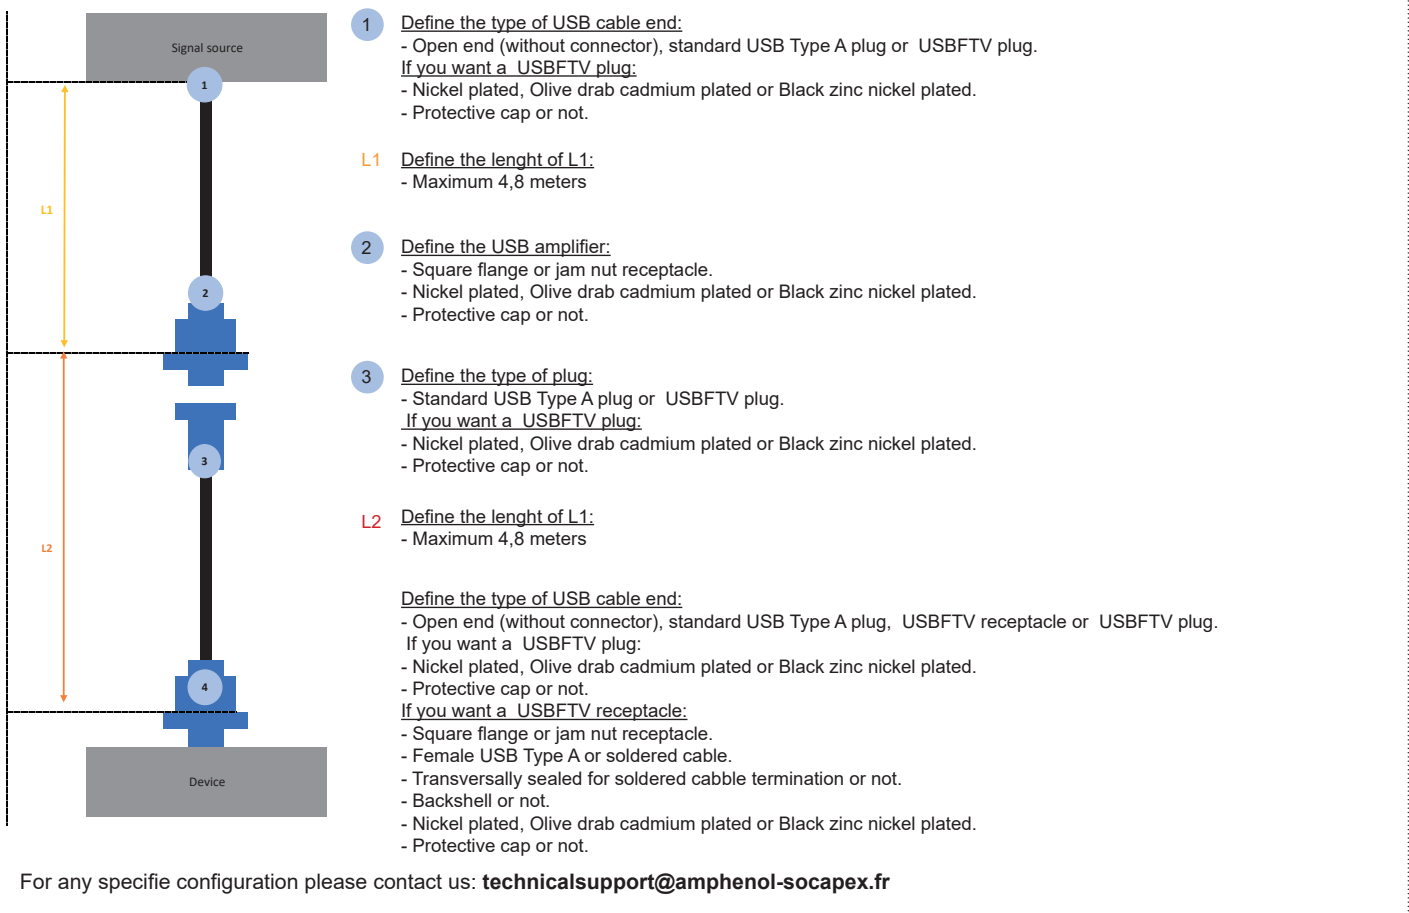 Signal source
1
L1
2
3
L2
4
Device
1 Define the type of USB cable end:
- Open end (without connector), standard USB Type A plug or USBFTV plug.
If you want a USBFTV plug:
- Nickel plated, Olive drab cadmium plated or Black zinc nickel plated.
- Protective cap or not.
L1 Define the lenght of L1:
- Maximum 4,8 meters
2 Define the USB amplifier:
- Square flange or jam nut receptacle.
- Nickel plated, Olive drab cadmium plated or Black zinc nickel plated.
- Protective cap or not.
3 Define the type of plug:
- Standard USB Type A plug or USBFTV plug.
If you want a USBFTV plug:
- Nickel plated, Olive drab cadmium plated or Black zinc nickel plated.
- Protective cap or not.
L2 Define the lenght of L1:
- Maximum 4,8 meters
Define the type of USB cable end:
- Open end (without connector), standard USB Type A plug, USBFTV receptacle or USBFTV plug.
If you want a USBFTV plug:
- Nickel plated, Olive drab cadmium plated or Black zinc nickel plated.
- Protective cap or not.
If you want a USBFTV receptacle:
- Square flange or jam nut receptacle.
- Female USB Type A or soldered cable.
- Transversally sealed for soldered cabble termination or not.
- Backshell or not.
- Nickel plated, Olive drab cadmium plated or Black zinc nickel plated.
- Protective cap or not.
For any specifie configuration please contact us: technicalsupport@amphenol-socapex.fr